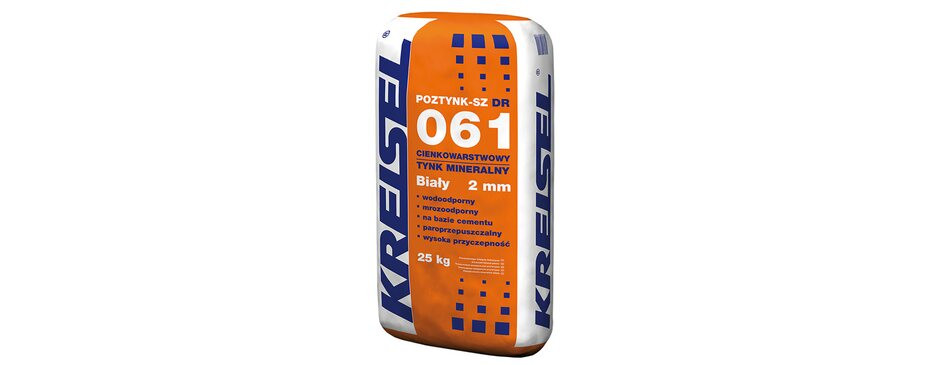 KREISEL
®
POZTYNK-SZ DR
061
CIENKOWARSTWOWY
TYNK MINERALNY
Biały 2 mm
• wodoodporny
• mrozoodporny
• na bazie cementu
• paroprzepuszczalny
• wysoka przyczepność
25 kg
KREISEL
®